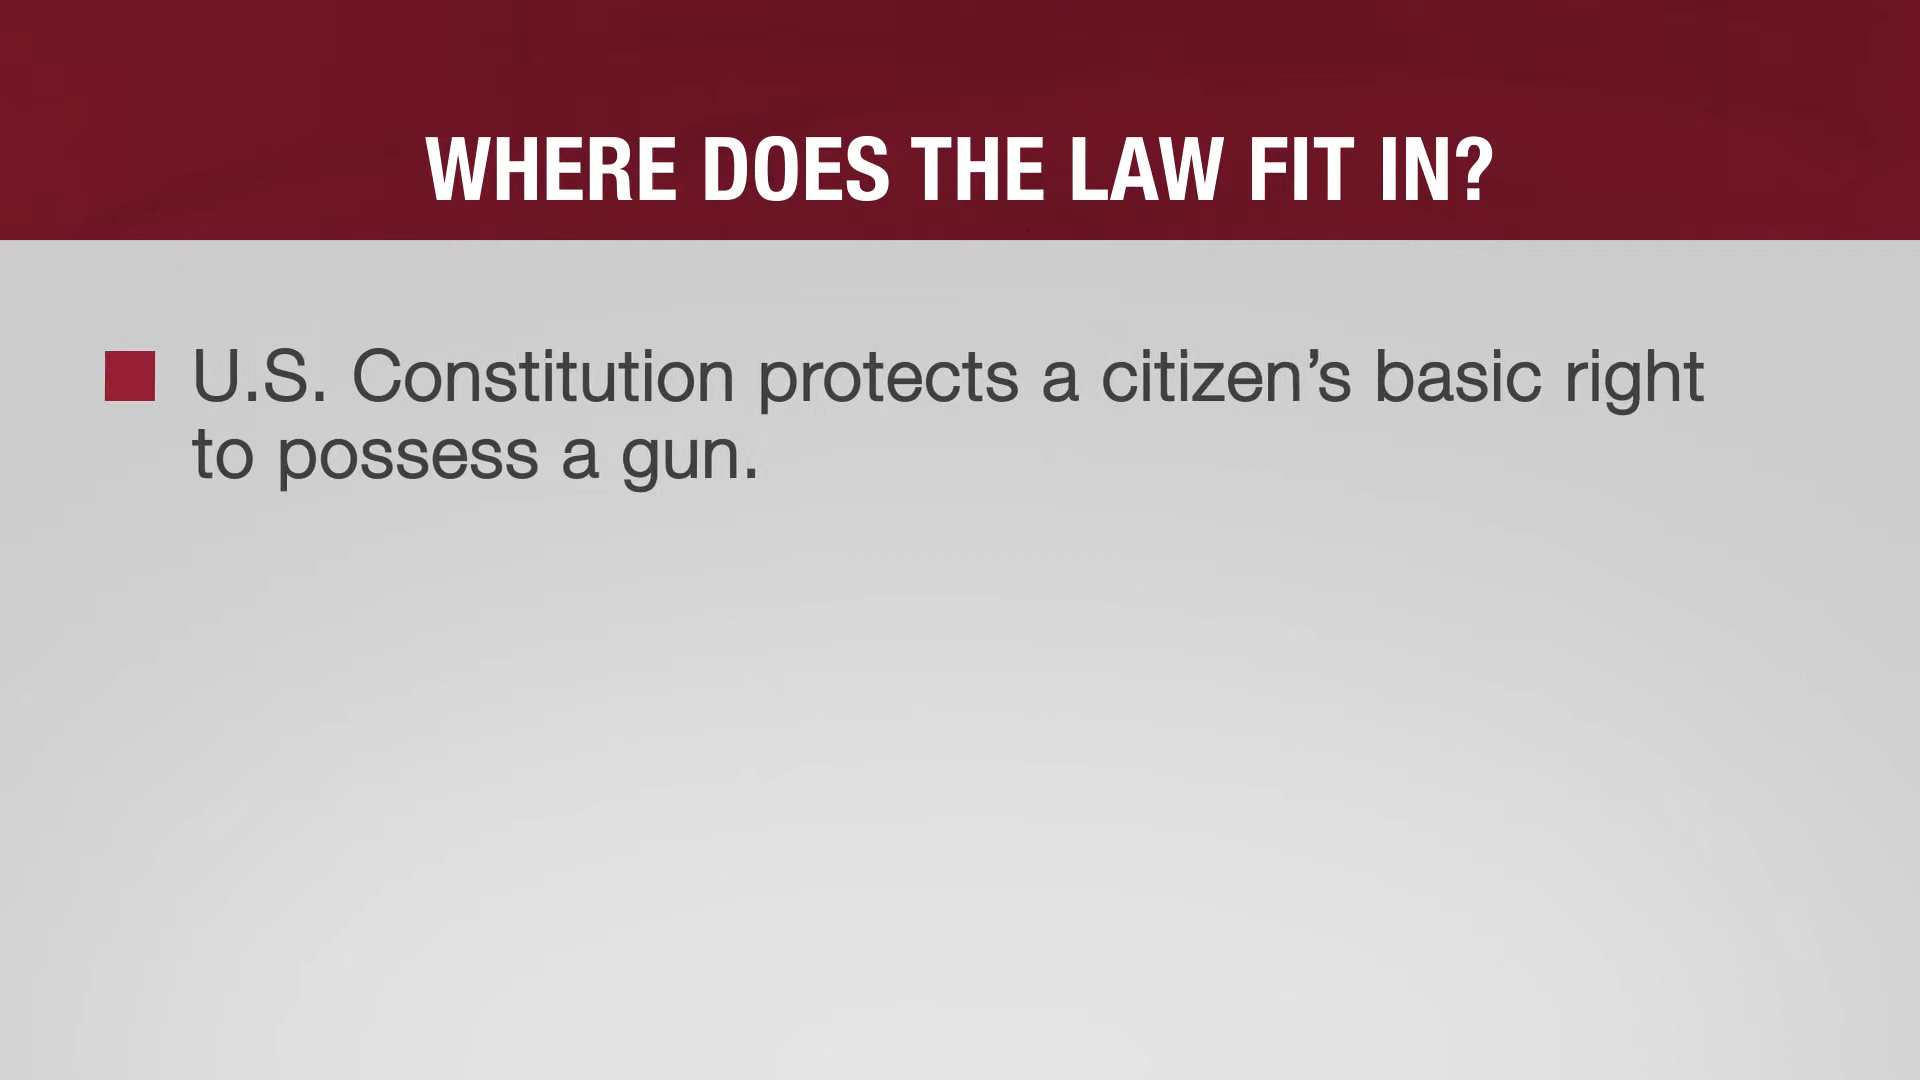 WHERE DOES THE LAW FIT IN?
U.S. Constitution protects a citizen’s basic right
to possess a gun.